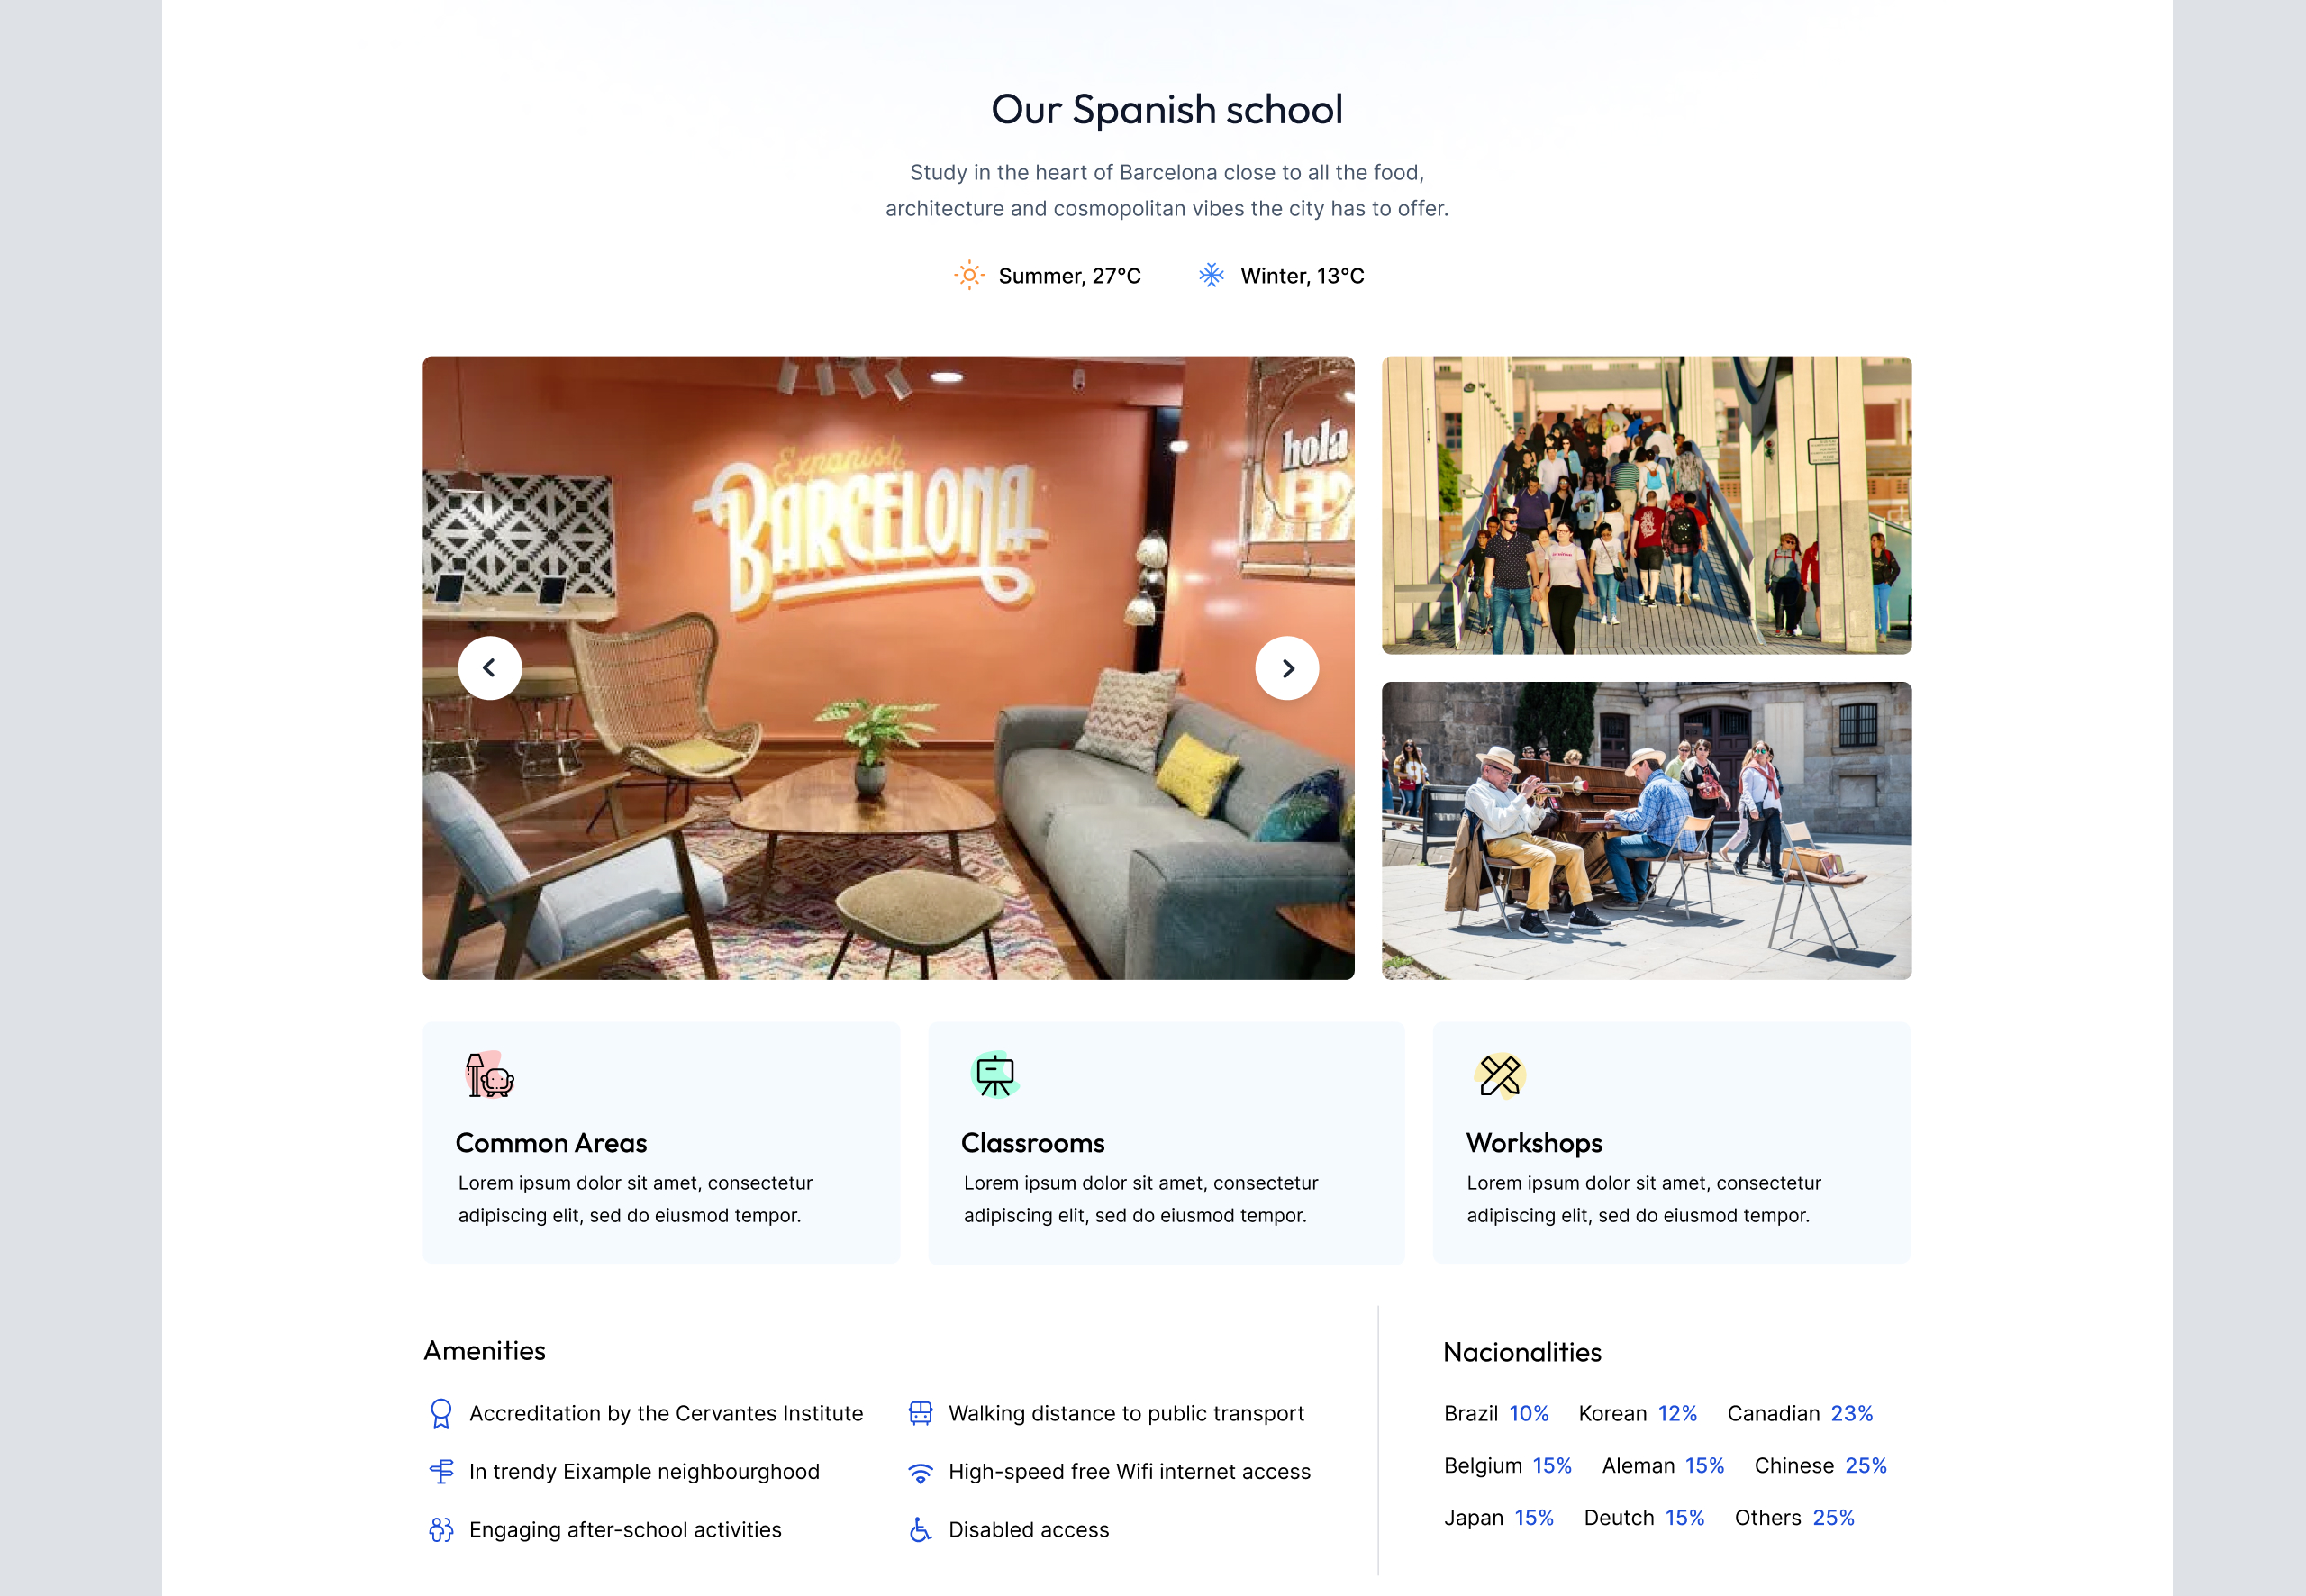 Our Spanish school
Study in the heart of Barcelona close to all the food,
architecture and cosmopolitan vibes the city has to offer.
Summer, 27°C Winter, 13°C
Expanish
BARCELONA
hola
Common Areas
Lorem ipsum dolor sit amet, consectetur
adipiscing elit, sed do eiusmod tempor.
Classrooms
Lorem ipsum dolor sit amet, consectetur
adipiscing elit, sed do eiusmod tempor.
Workshops
Lorem ipsum dolor sit amet, consectetur
adipiscing elit, sed do eiusmod tempor.
Amenities
Accreditation by the Cervantes Institute
Walking distance to public transport
In trendy Eixample neighbourghood
High-speed free Wifi internet access
Engaging after-school activities
Disabled access
Nacionalities
Brazil 10% Korean 12% Canadian 23%
Belgium 15% Aleman 15% Chinese 25%
Japan 15% Deutch 15% Others 25%